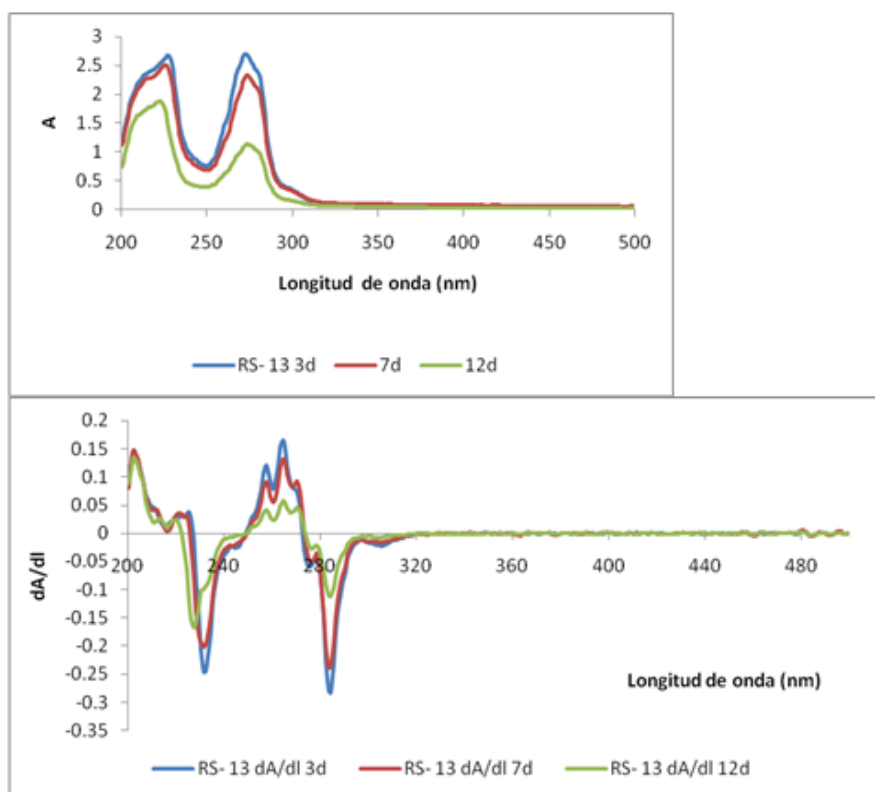 3
2.5
2
1.5
1
0.5
0
A
200 250 300 350 400 450 500
Longitud de onda (nm)
RS- 13 3d 7d 12d
0.2
0.15
0.1
0.05
0
-0.05
-0.1
-0.15
-0.2
-0.25
-0.3
-0.35
dA/dl
200 240 280 320 360 400 440 480
Longitud de onda (nm)
RS- 13 dA/dl 3d RS- 13 dA/dl 7d RS- 13 dA/dl 12d